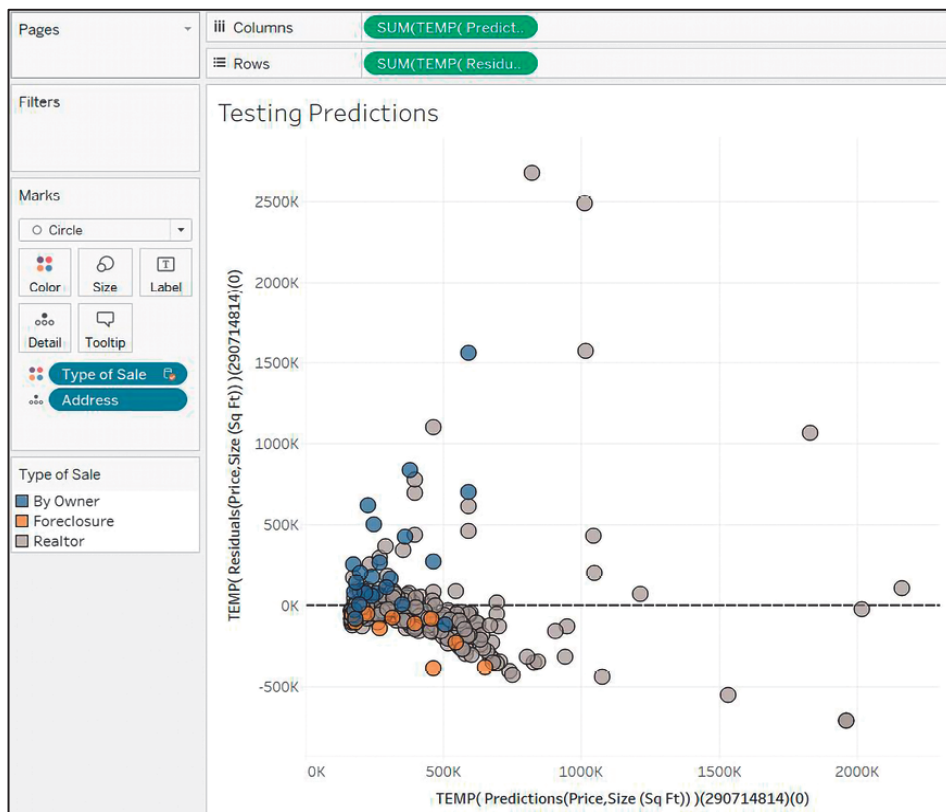 Pages
Columns
SUM(TEMP( Predict..
Rows
SUM(TEMP( Residu..
Filters
Marks
Circle
Color
Size
T
Label
Detail
Tooltip
Type of Sale
Address
Type of Sale
By Owner
Foreclosure
Realtor
Testing Predictions
TEMP( Residuals(Price,Size (Sq Ft)) )(290714814)(0)
2500K
2000K
1500K
1000K
500K
0K
-500K
0K
500K
1000K
1500K
2000K
TEMP( Predictions(Price,Size (Sq Ft)) )(290714814)(0)